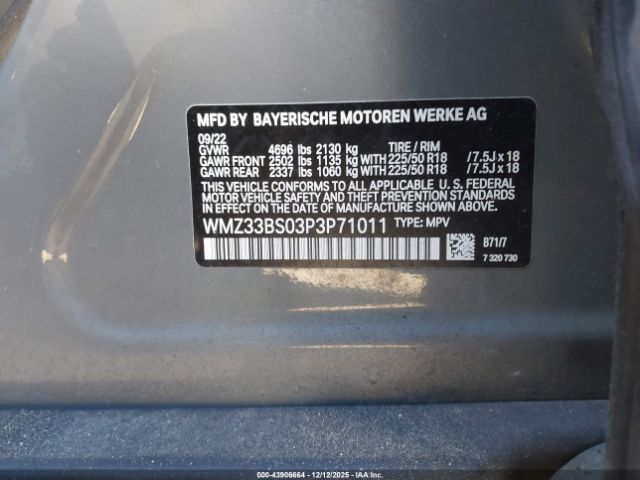 MFD BY BAYERISCHE MOTOREN WERKE AG
09/22
GVWR 4696 lbs 2130 kg TIRE / RIM
GAWR FRONT 2502 lbs 1135 kg WITH 225/50 R18 /7.5J x 18
GAWR REAR 2337 lbs 1060 kg WITH 225/50 R18 /7.5J x 18
THIS VEHICLE CONFORMS TO ALL APPLICABLE U. S. FEDERAL
MOTOR VEHICLE SAFETY, BUMPER, AND THEFT PREVENTION
STANDARDS IN EFFECT ON THE DATE OF MANUFACTURE
SHOWN ABOVE.
WMZ33BS03P3P71011 TYPE: MPV
B71/7
7 320 730
000-43906664 • 12/12/2025 - IAAI